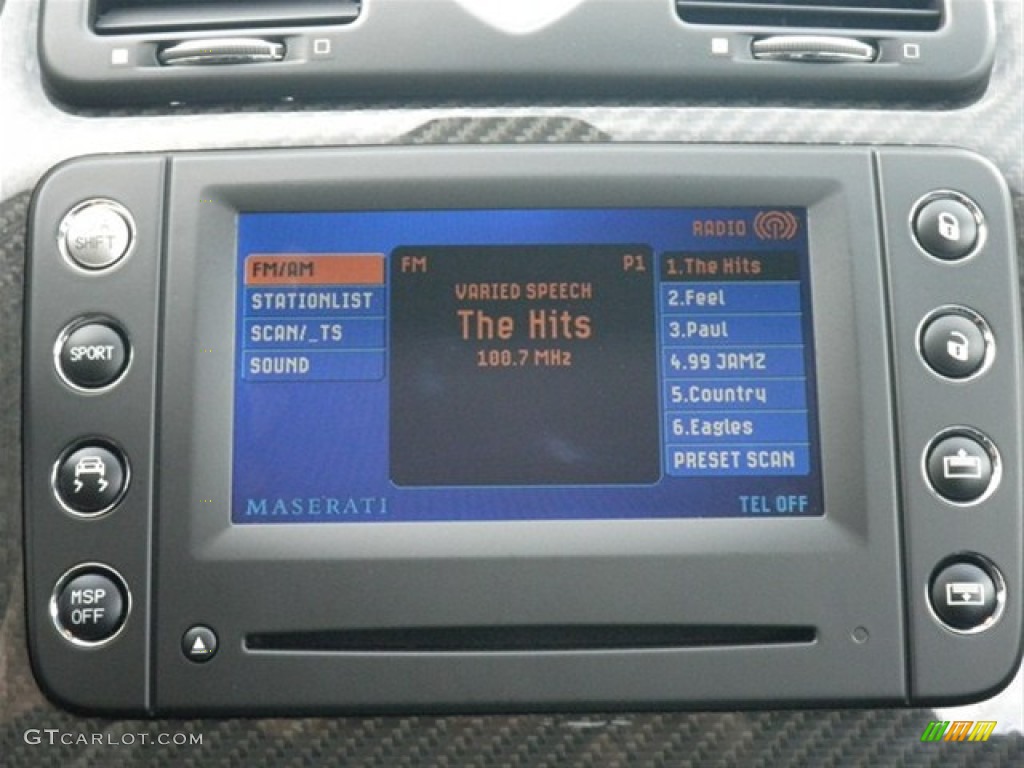 SHIFT
SPORT
MSP
OFF
RADIO
FM/AM
STATIONLIST
SCAN/_TS
SOUND
FM P1
VARIED SPEECH
The Hits
100.7 MHz
1.The Hits
2.Feel
3.Paul
4.99 JAMZ
5.Country
6.Eagles
PRESET SCAN
MASERATI
TEL OFF
GTCARLOT.COM